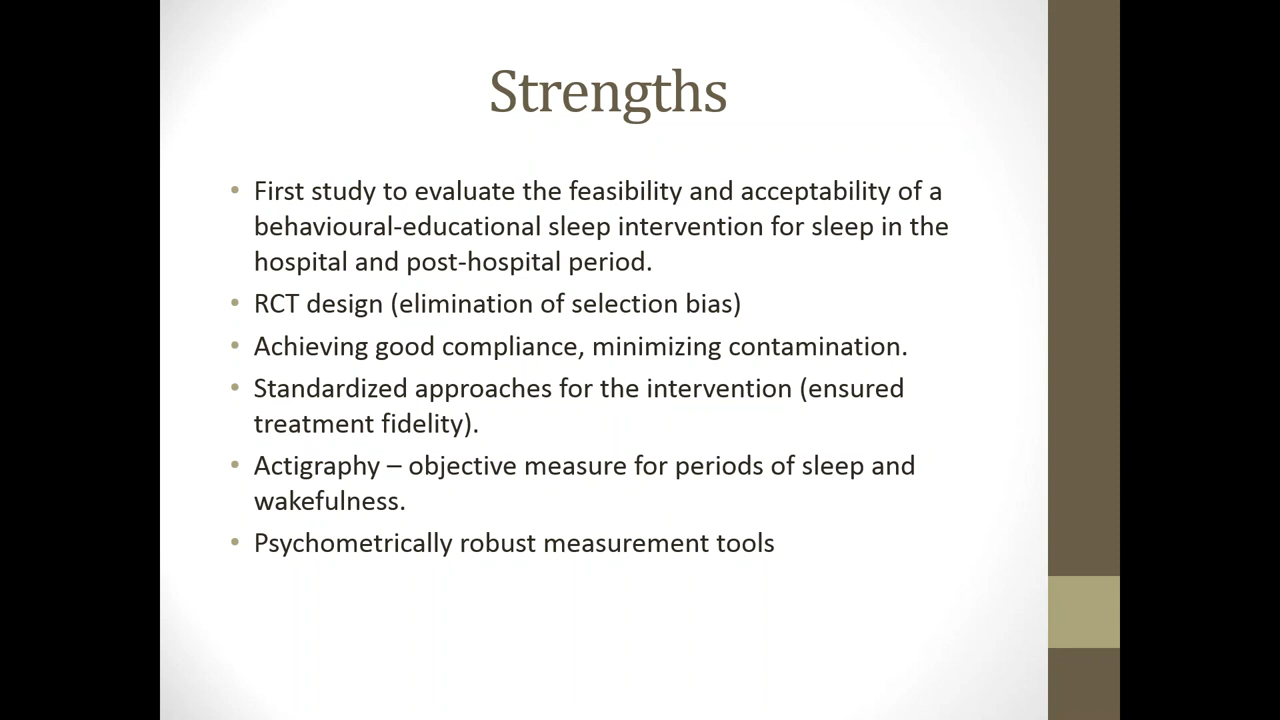 Strengths
• First study to evaluate the feasibility and acceptability of a
behavioural-educational sleep intervention for sleep in the
hospital and post-hospital period.
• RCT design (elimination of selection bias)
• Achieving good compliance, minimizing contamination.
• Standardized approaches for the intervention (ensured
treatment fidelity).
• Actigraphy – objective measure for periods of sleep and
wakefulness.
• Psychometrically robust measurement tools